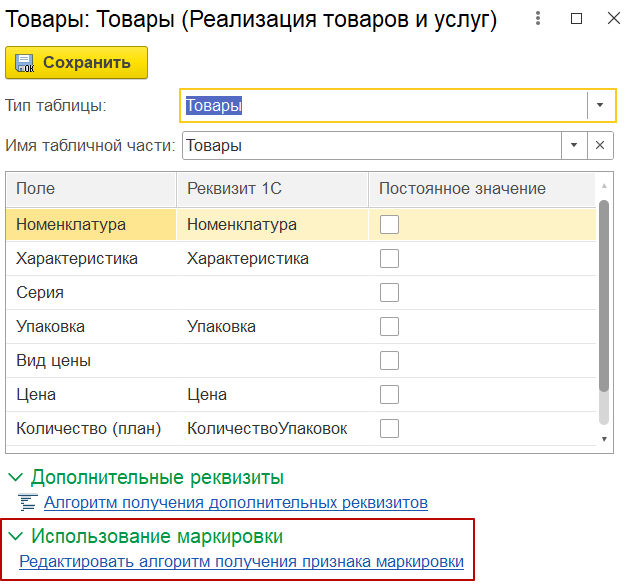 Товары: Товары (Реализация товаров и услуг)
Сохранить
Тип таблицы: Товары
Имя табличной части: Товары
Поле Реквизит 1С Постоянное значение
Номенклатура Номенклатура
Характеристика Характеристика
Серия
Упаковка Упаковка
Вид цены
Цена Цена
Количество (план) КоличествоУпаковок
Дополнительные реквизиты
Алгоритм получения дополнительных реквизитов
Использование маркировки
Редактировать алгоритм получения признака маркировки